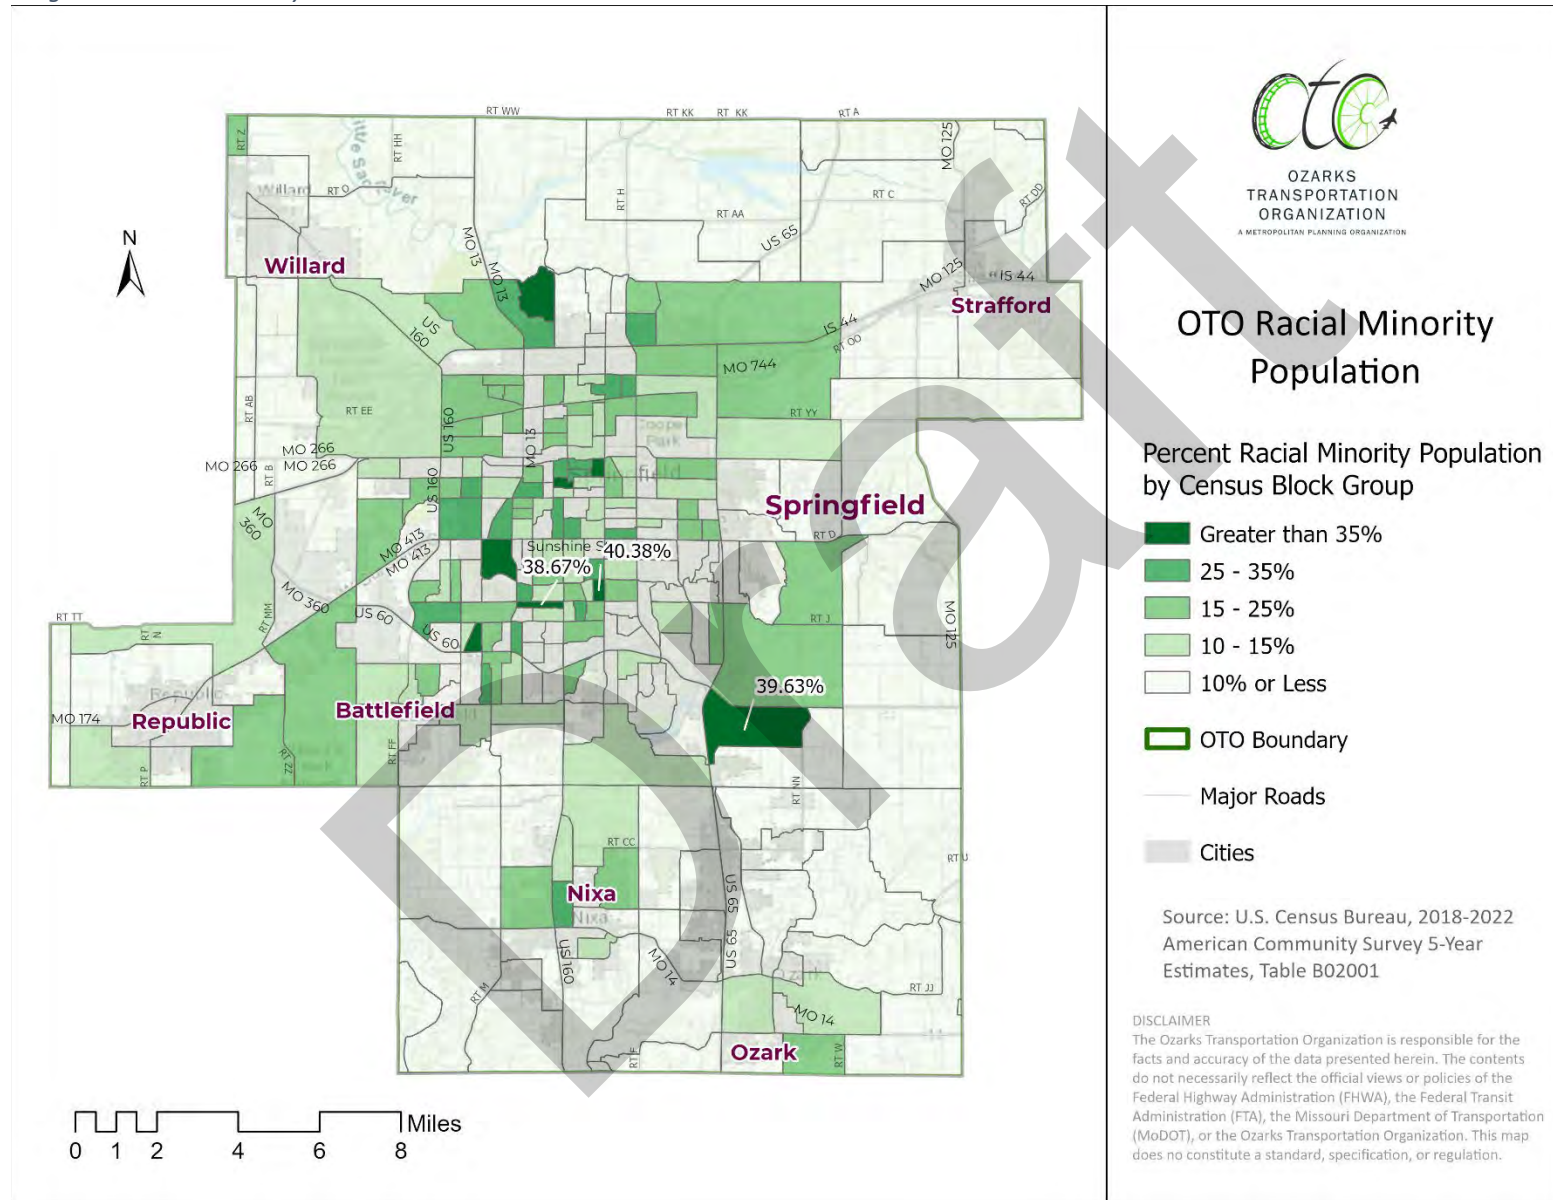 RT WW
RT KK
RT KK
RT A
RT Z
RT HH
MO 125
Willard
RT O
RT H
RT C
RT DD
RT AA
US 65
N
MO 13
MO 13
Willard
MO 125
IS 44
Strafford
US 160
IS 44
RT OO
MO 744
RT AB
RT EE
US 160
MO 13
RT YY
Cooper
Park
MO 266
MO 266
MO 266
RT B
US 160
Springfield
MO 360
MO 413
MO 413
RT D
Sunshine S
40.38%
38.67%
MO 360
RT MM
US 60
US 60
RT TT
RT N
RT J
MO 125
Republic
39.63%
MO 174
Republic
Battlefield
RT P
RT ZZ
RT FF
RT NN
RT CC
RT U
Nixa
Nixa
US 65
US 65
US 160
MO 14
RT M
RT JJ
MO 14
Ozark
RT F
RT W
Miles
0 1 2 4 6 8
Draft
oto
OZARKS
TRANSPORTATION
ORGANIZATION
A METROPOLITAN PLANNING ORGANIZATION
OTO Racial Minority
Population
Percent Racial Minority Population
by Census Block Group
Greater than 35%
25 - 35%
15 - 25%
10 - 15%
10% or Less
OTO Boundary
Major Roads
Cities
Source: U.S. Census Bureau, 2018-2022
American Community Survey 5-Year
Estimates, Table B02001
DISCLAIMER
The Ozarks Transportation Organization is responsible for the
facts and accuracy of the data presented herein. The contents
do not necessarily reflect the official views or policies of the
Federal Highway Administration (FHWA), the Federal Transit
Administration (FTA), the Missouri Department of Transportation
(MoDOT), or the Ozarks Transportation Organization. This map
does no constitute a standard, specification, or regulation.